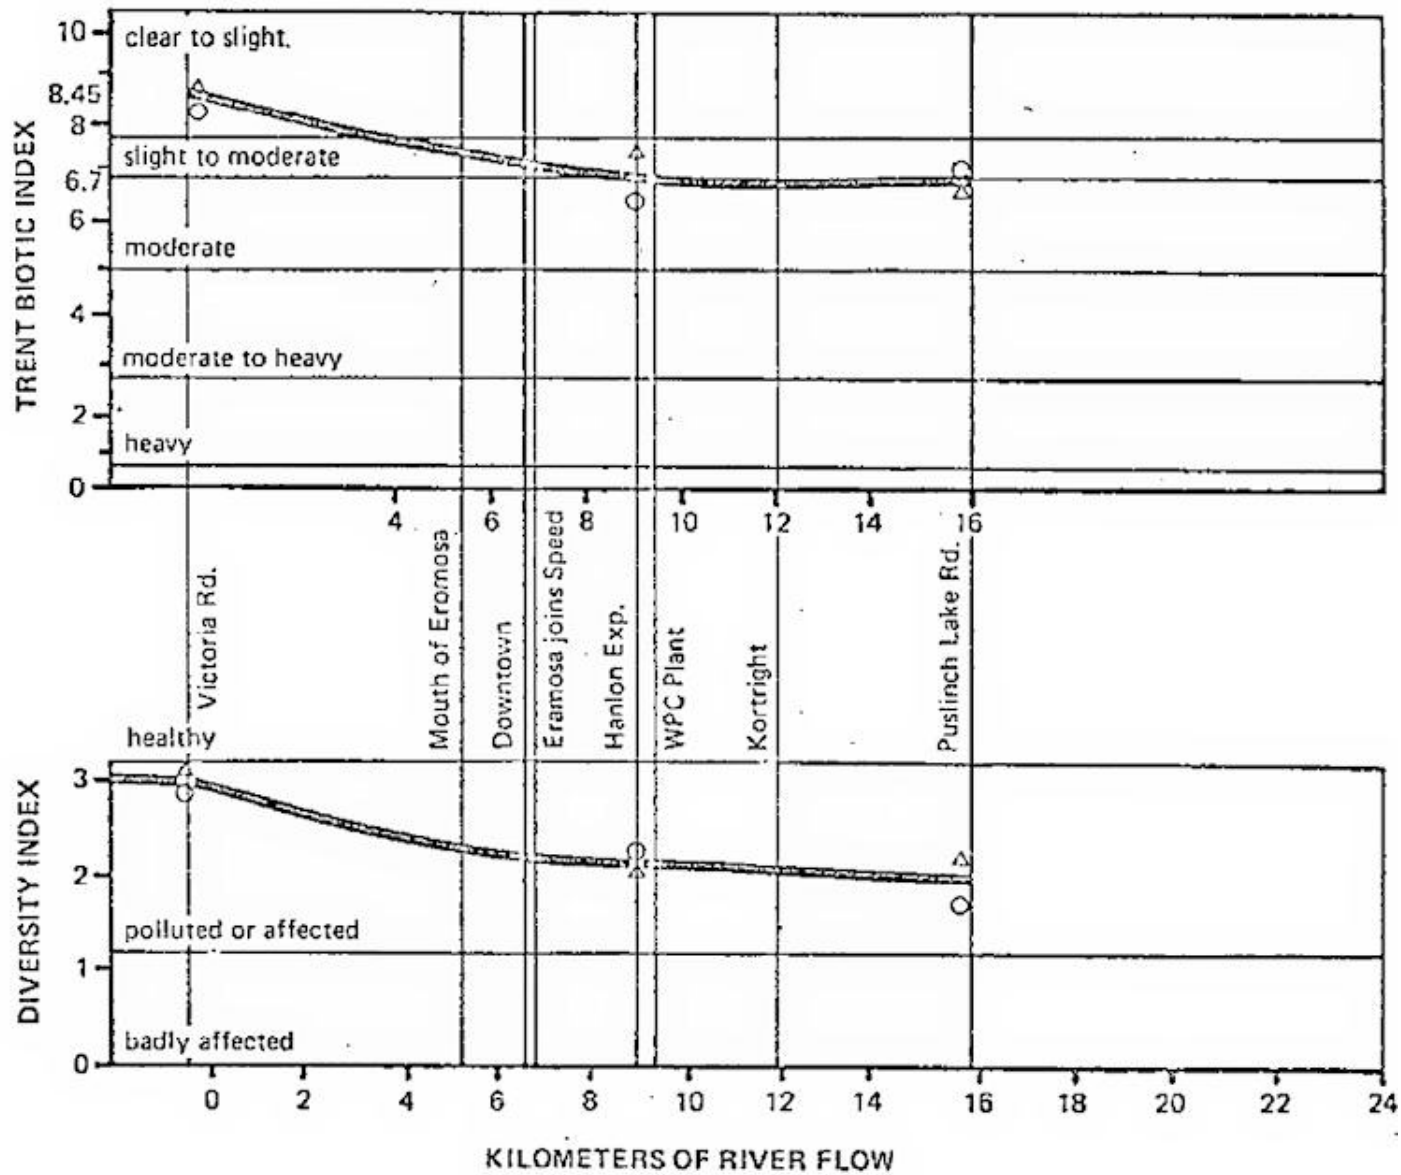 TRENT BIOTIC INDEX
10
8.45
8
6.7
6
4
2
0
clear to slight.
slight to moderate
moderate
moderate to heavy
heavy
4 6 8 10 12 14 16
Victoria Rd.
Mouth of Eromosa
Downtown
Eramosa joins Speed
Hanlon Exp.
WPC Plant
Kortright
Puslinch Lake Rd.
DIVERSITY INDEX
healthy
3
2
polluted or affected
1
badly affected
0
0 2 4 6 8 10 12 14 16 18 20 22 24
KILOMETERS OF RIVER FLOW